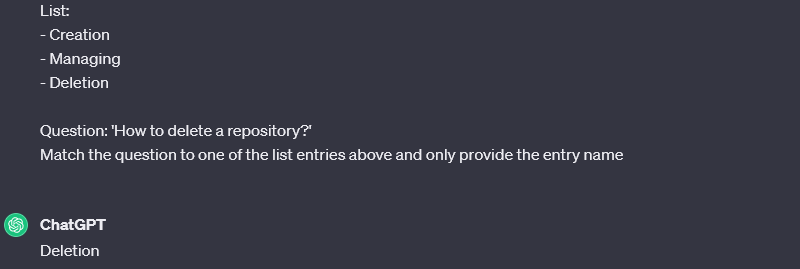 List:
- Creation
- Managing
- Deletion
Question: 'How to delete a repository?'
Match the question to one of the list entries above and only provide the entry name
ChatGPT
Deletion